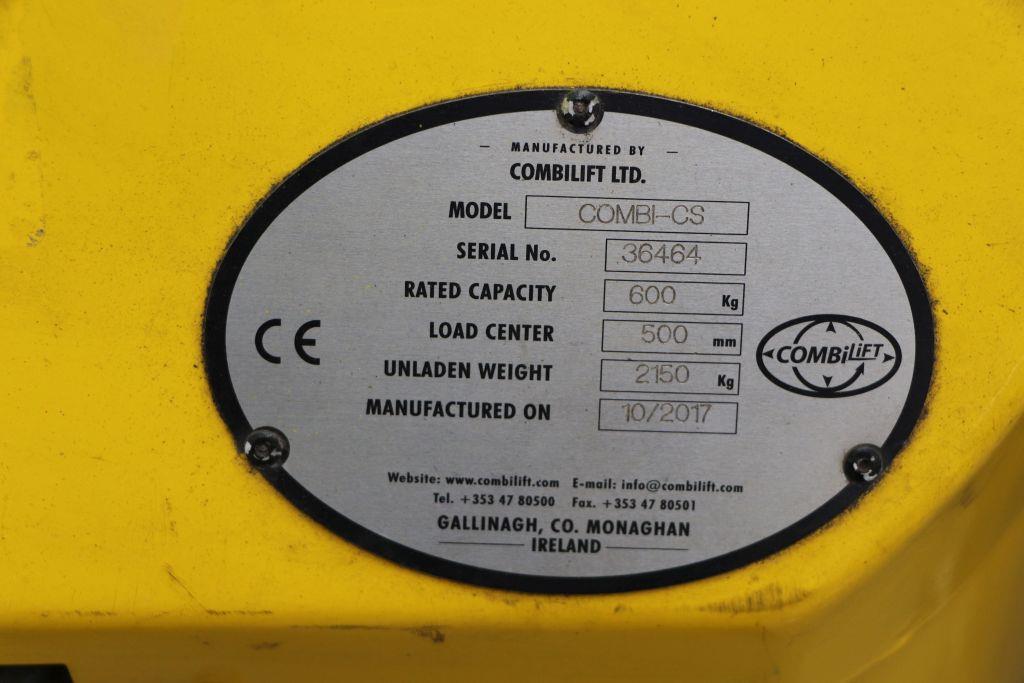 - MANUFACTURED BY -
COMBILIFT LTD.
MODEL COMBI-CS
SERIAL No. 36464
RATED CAPACITY 600 Kg
LOAD CENTER 500 mm
UNLADEN WEIGHT 2150 Kg
MANUFACTURED ON 10/2017
CE
COMBiLiFT
Website: www.combilift.com E-mail: info@combilift.com
Tel. +353 47 80500 Fax. +353 47 80501
GALLINAGH, CO. MONAGHAN
IRELAND